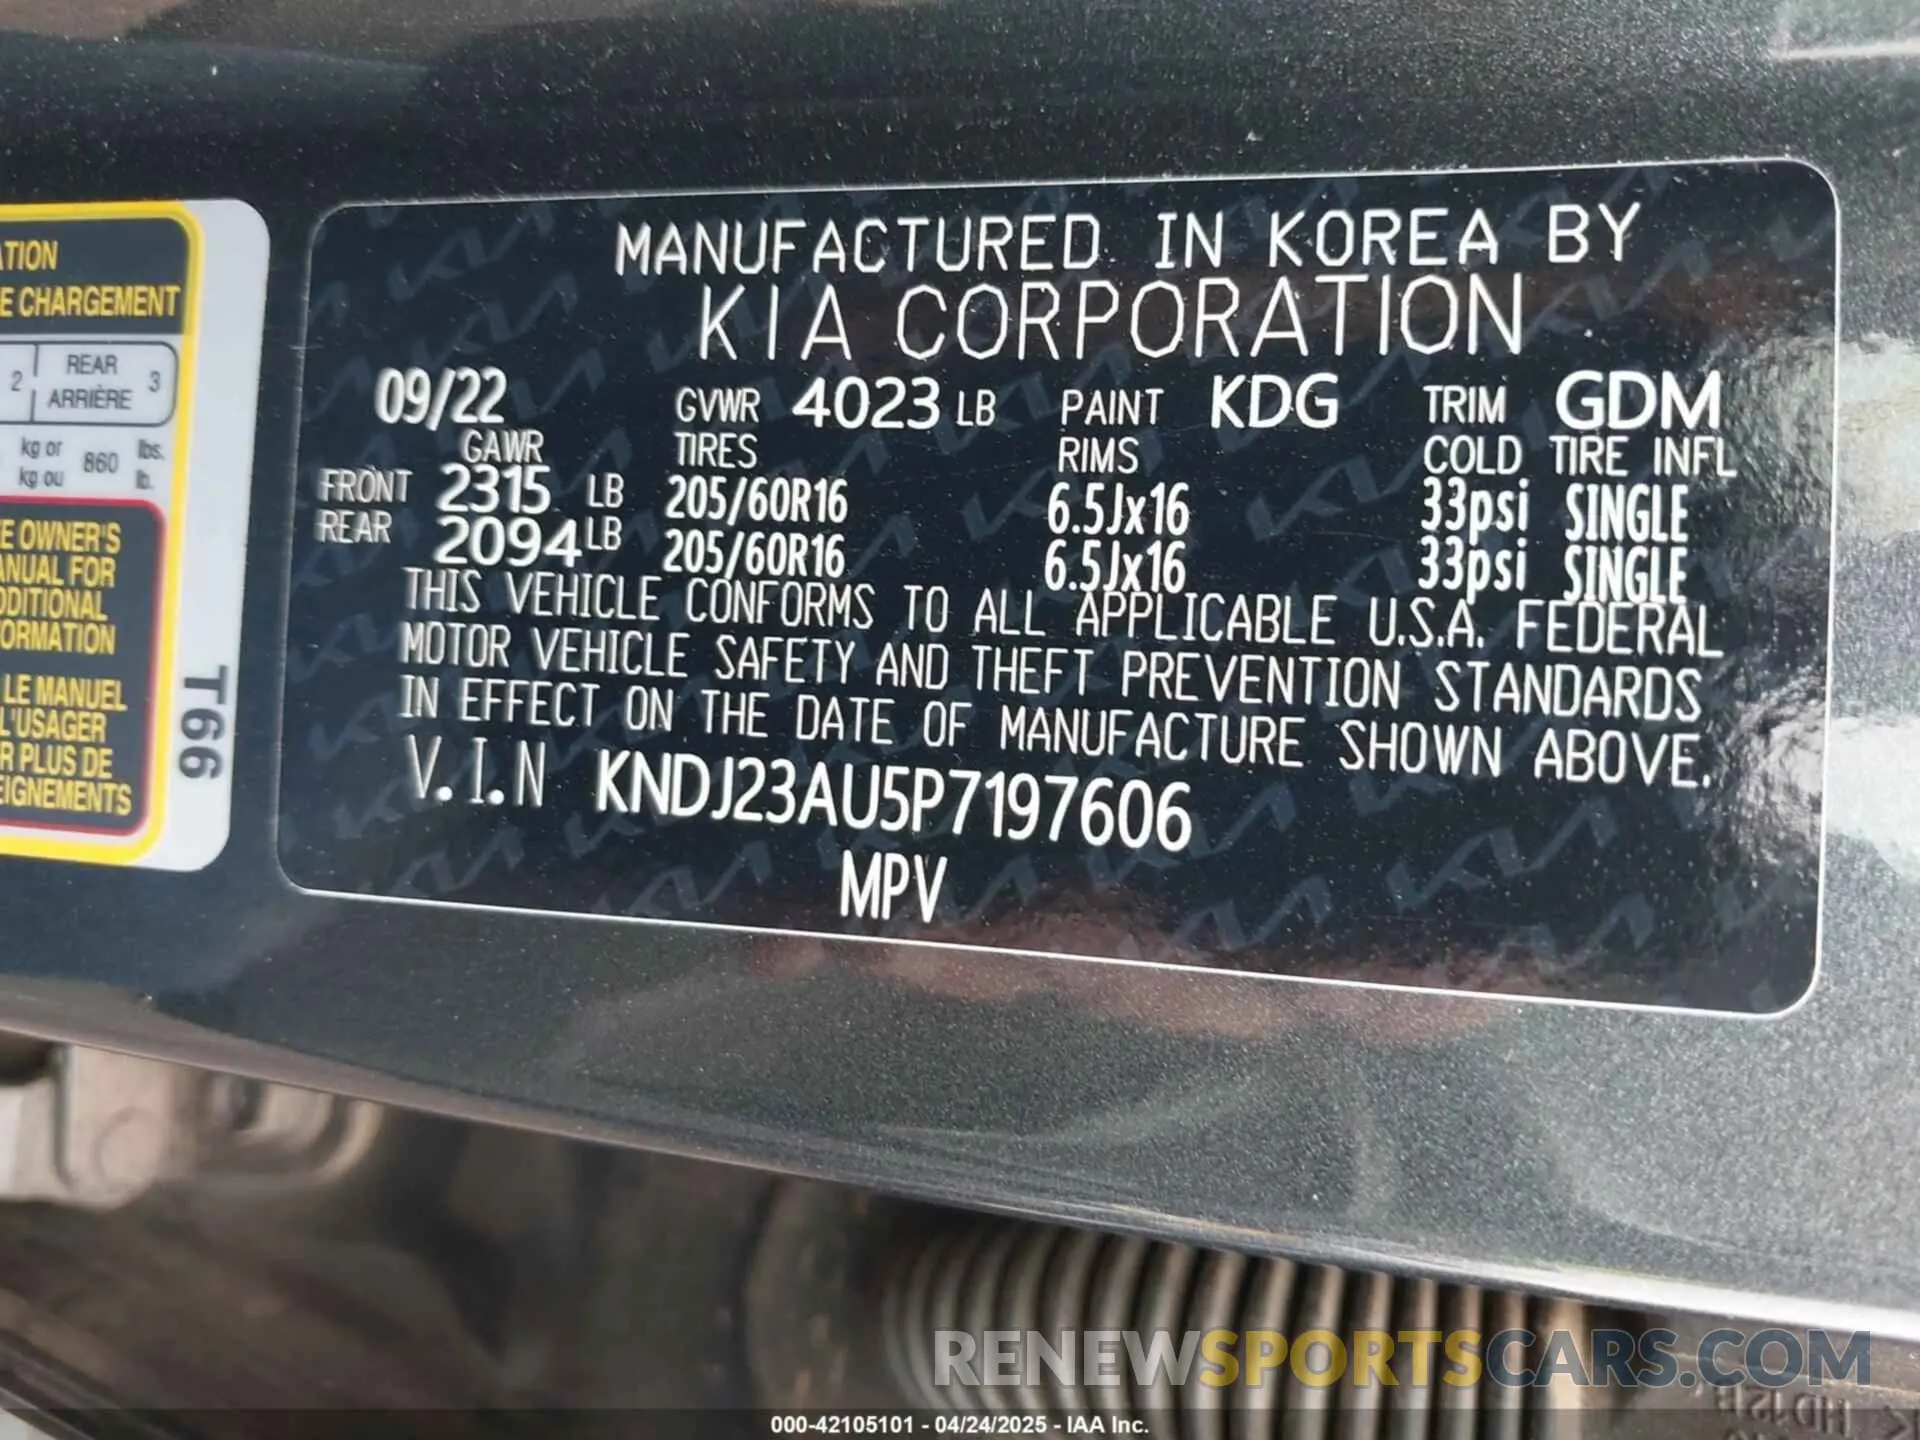 MANUFACTURED IN KOREA BY
KIA CORPORATION
09/22 GVWR 4023 LB PAINT KDG TRIM GDM
GAWR TIRES RIMS COLD TIRE INFL
FRONT 2315 LB 205/60R16 6.5Jx16 33psi SINGLE
REAR 2094 LB 205/60R16 6.5Jx16 33psi SINGLE
THIS VEHICLE CONFORMS TO ALL APPLICABLE U.S.A. FEDERAL
MOTOR VEHICLE SAFETY AND THEFT PREVENTION STANDARDS
IN EFFECT ON THE DATE OF MANUFACTURE SHOWN ABOVE.
V.I.N KNDJ23AU5P7197606
MPV
ATION
E CHARGEMENT
2 REAR 3
ARRIÈRE
kg or 860 lbs.
kg ou lb.
E OWNER'S
ANUAL FOR
DDITIONAL
FORMATION
LE MANUEL
L'USAGER
R PLUS DE
EIGNEMENTS
T66
RENEWSPORTSCARS.COM
000-42105101 - 04/24/2025 - IAA Inc.